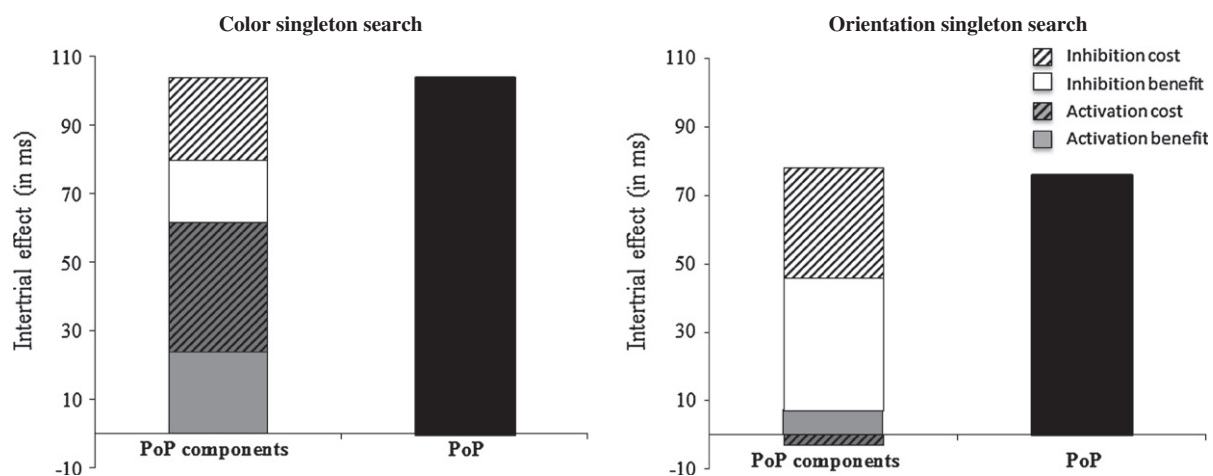 Color singleton search
Intertrial effect (in ms)
110
90
70
50
30
10
-10
PoP components
PoP
Orientation singleton search
Inhibition cost
Inhibition benefit
Activation cost
Activation benefit
Intertrial effect (in ms)
110
90
70
50
30
10
-10
PoP components
PoP